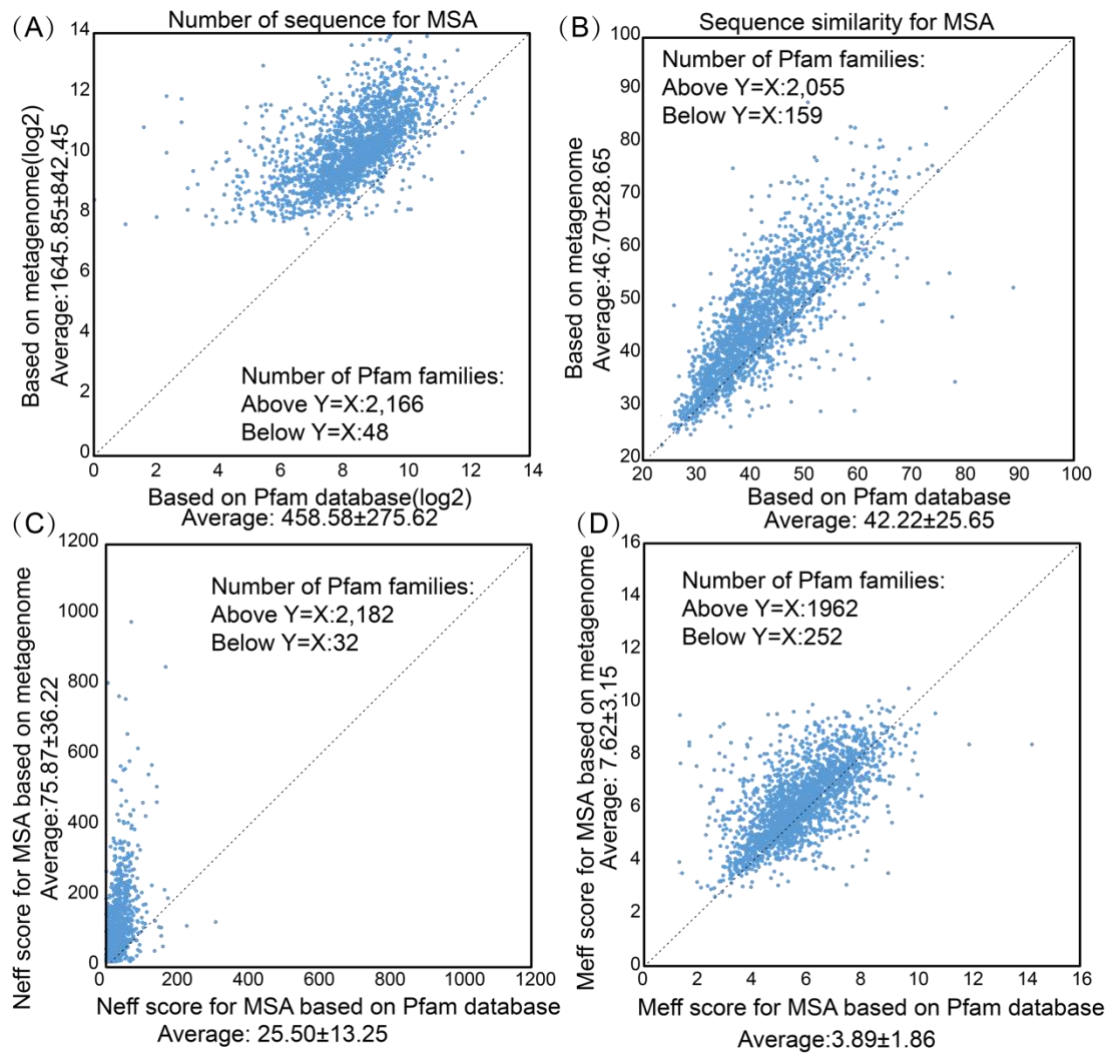 (A)
Number of sequence for MSA
14
12
10
8
6
4
2
0
Based on metagenome(log2)
Average:1645.85±842.45
Number of Pfam families:
Above Y=X:2,166
Below Y=X:48
0 2 4 6 8 10 12 14
Based on Pfam database(log2)
Average: 458.58±275.62
(B)
Sequence similarity for MSA
100
90
80
70
60
50
40
30
20
Based on metagenome
Average:46.70±28.65
Number of Pfam families:
Above Y=X:2,055
Below Y=X:159
20 30 40 50 60 70 80 90 100
Based on Pfam database
Average: 42.22±25.65
(C)
1200
1000
800
600
400
200
0
Neff score for MSA based on metagenome
Average:75.87±36.22
Number of Pfam families:
Above Y=X:2,182
Below Y=X:32
0 200 400 600 800 1000 1200
Neff score for MSA based on Pfam database
Average: 25.50±13.25
(D)
16
14
12
10
8
6
4
2
0
Meff score for MSA based on metagenome
Average: 7.62±3.15
Number of Pfam families:
Above Y=X:1962
Below Y=X:252
0 2 4 6 8 10 12 14 16
Meff score for MSA based on Pfam database
Average:3.89±1.86